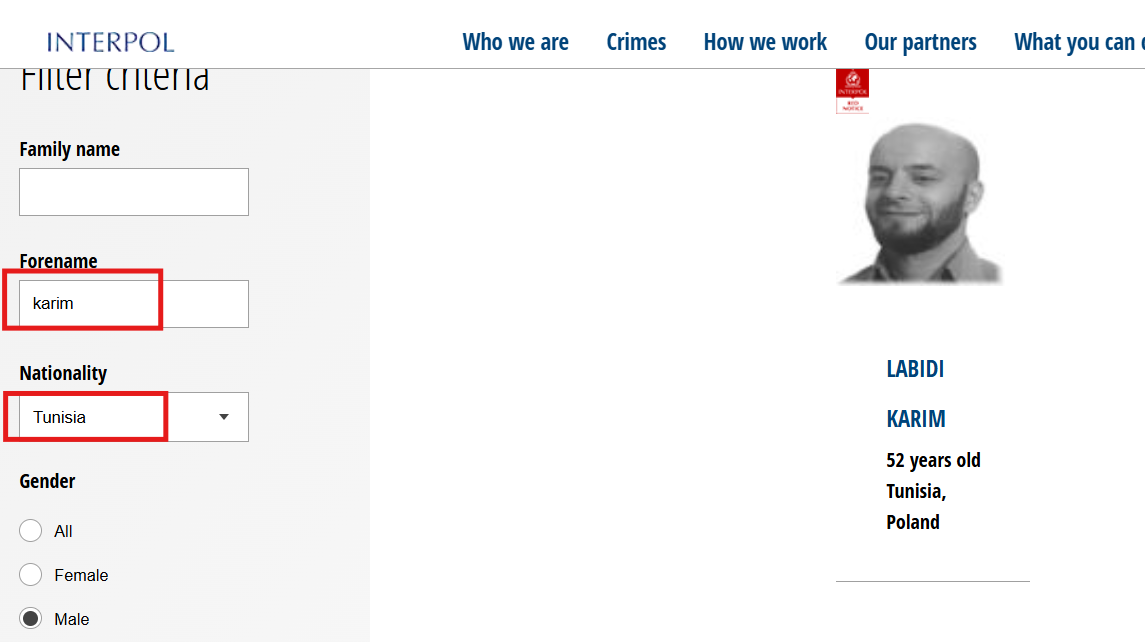 INTERPOL
Who we are
Crimes
How we work
Our partners
What you can
Filter criteria
Family name
Forename
karim
Nationality
Tunisia
Gender
All
Female
Male
INTERPOL
RED
NOTICE
LABIDI
KARIM
52 years old
Tunisia,
Poland